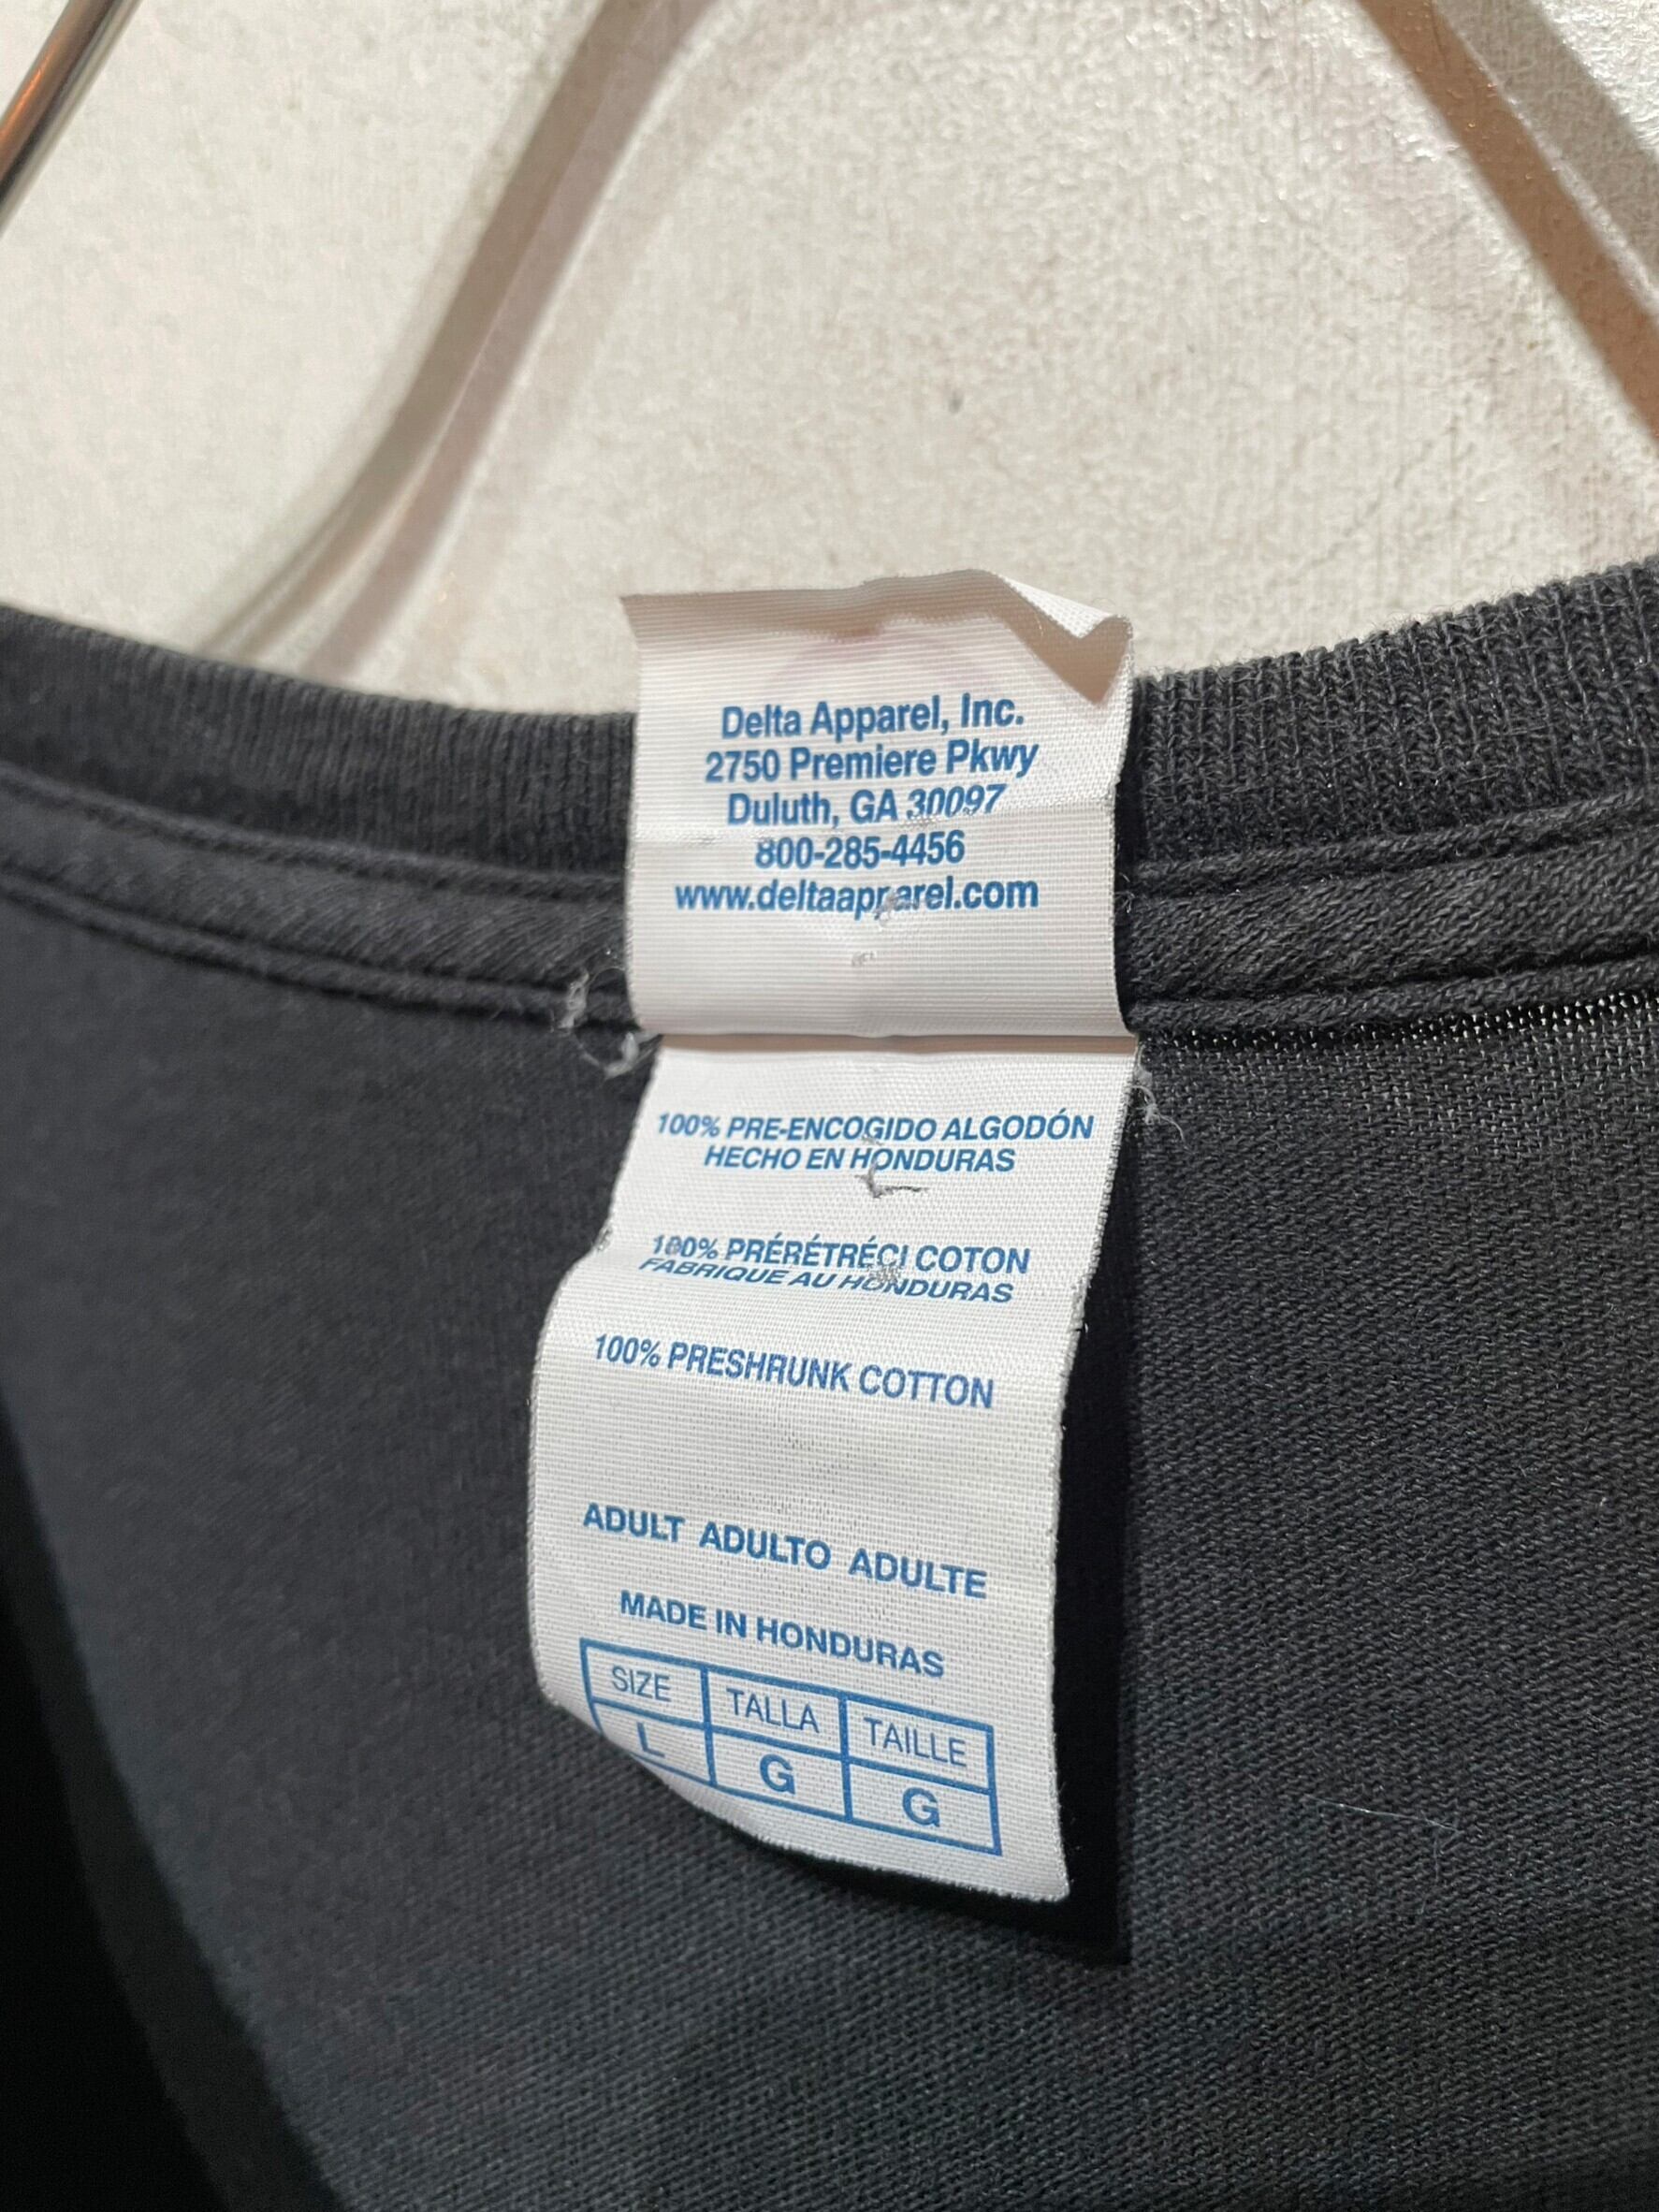 Delta Apparel, Inc.
2750 Premiere Pkwy
Duluth, GA 30097
800-285-4456
www.deltaapparel.com
100% PRE-ENCOGIDO ALGODÓN
HECHO EN HONDURAS
100% PRÉRÉTRÉCI COTON
FABRIQUE AU HONDURAS
100% PRESHRUNK COTTON
ADULT ADULTO ADULTE
MADE IN HONDURAS
SIZE TALLA TAILLE
L G G